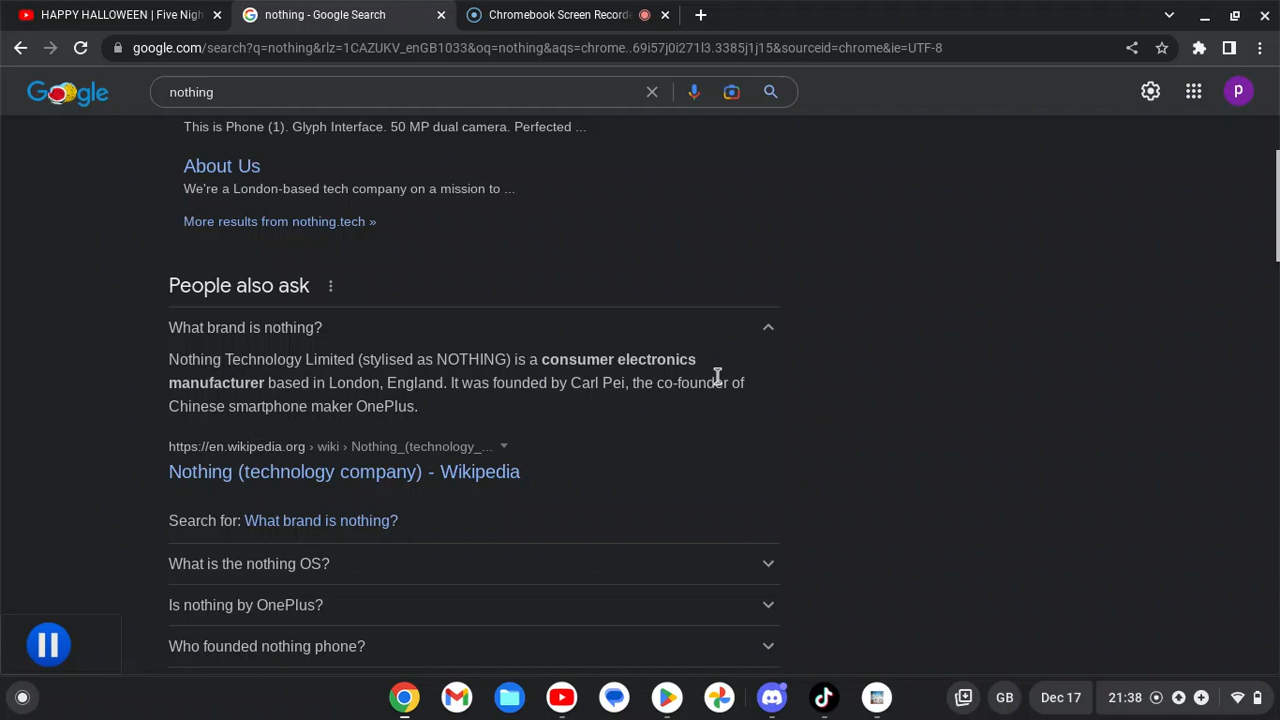 HAPPY HALLOWEEN | Five Nigh
nothing - Google Search
Chromebook Screen Recorde
google.com/search?q=nothing&rlz=1CAZUKV_enGB1033&oq=nothing&aqs=chrome..69i57j0i271l3.3385j1j15&sourceid=chrome&ie=UTF-8
nothing
p
This is Phone (1). Glyph Interface. 50 MP dual camera. Perfected ...
About Us
We're a London-based tech company on a mission to ...
More results from nothing.tech »
People also ask
What brand is nothing?
Nothing Technology Limited (stylised as NOTHING) is a consumer electronics
manufacturer based in London, England. It was founded by Carl Pei, the co-founder of
Chinese smartphone maker OnePlus.
https://en.wikipedia.org › wiki › Nothing_(technology_...
Nothing (technology company) - Wikipedia
Search for: What brand is nothing?
What is the nothing OS?
Is nothing by OnePlus?
Who founded nothing phone?
GB
Dec 17
21:38